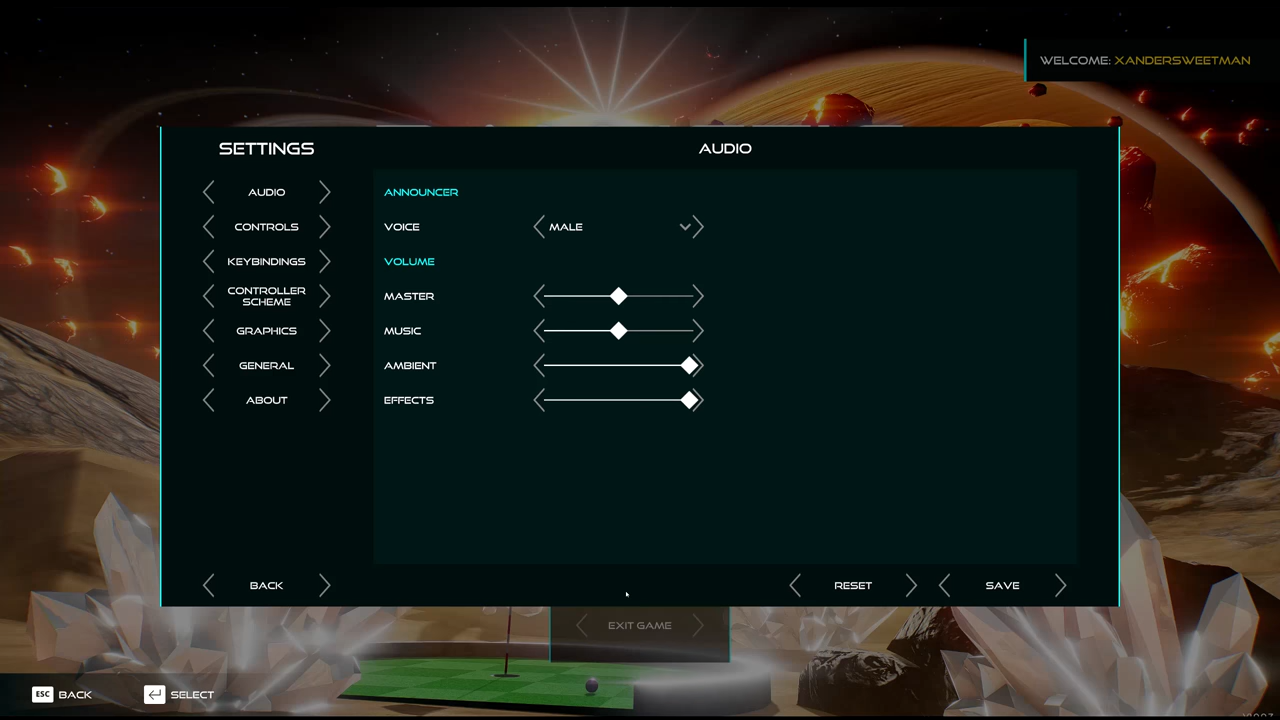 WELCOME: XANDERSWEETMAN
SETTINGS
AUDIO
AUDIO
CONTROLS
KEYBINDINGS
CONTROLLER
SCHEME
GRAPHICS
GENERAL
ABOUT
ANNOUNCER
VOICE MALE
VOLUME
MASTER
MUSIC
AMBIENT
EFFECTS
BACK
RESET
SAVE
EXIT GAME
ESC BACK
SELECT